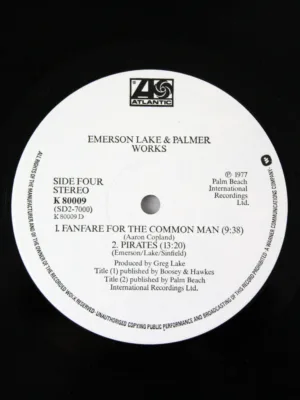 ATLANTIC
EMERSON LAKE & PALMER
WORKS
SIDE FOUR
STEREO
K 80009
(SD2-7000)
K 80009 D
℗ 1977
Palm Beach
International
Recordings
Ltd.
1. FANFARE FOR THE COMMON MAN (9:38)
(Aaron Copland)
2. PIRATES (13:20)
(Emerson/Lake/Sinfield)
Produced by Greg Lake
Title (1) published by Boosey & Hawkes
Title (2) published by Palm Beach
International Recordings Ltd.
ALL RIGHTS OF THE MANUFACTURER AND OF THE OWNER OF THE RECORDED WORK RESERVED. UNAUTHORISED COPYING PUBLIC PERFORMANCE AND BROADCASTING OF THIS RECORD PROHIBITED. A WARNER COMMUNICATIONS COMPANY.